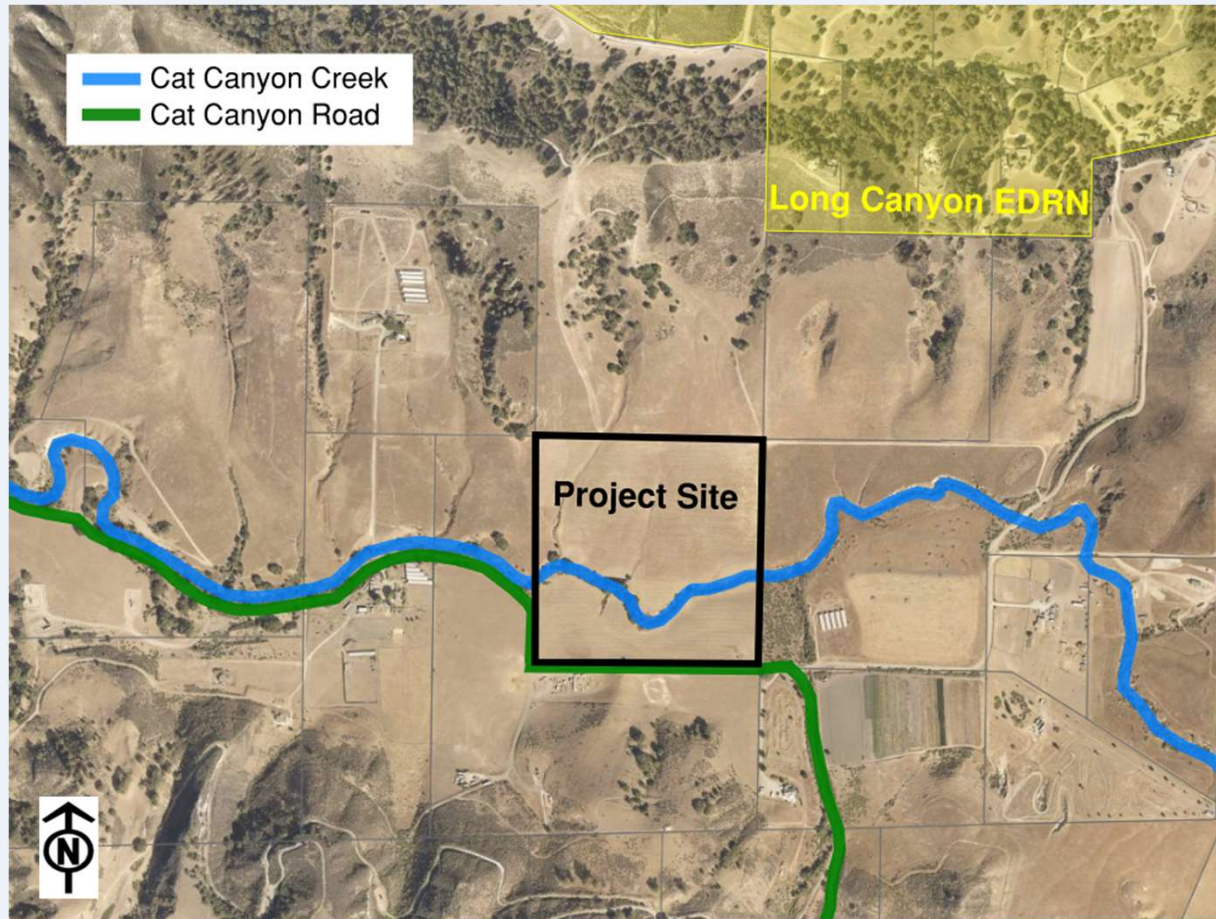 Cat Canyon Creek
Cat Canyon Road
Long Canyon EDRN
Project Site
N